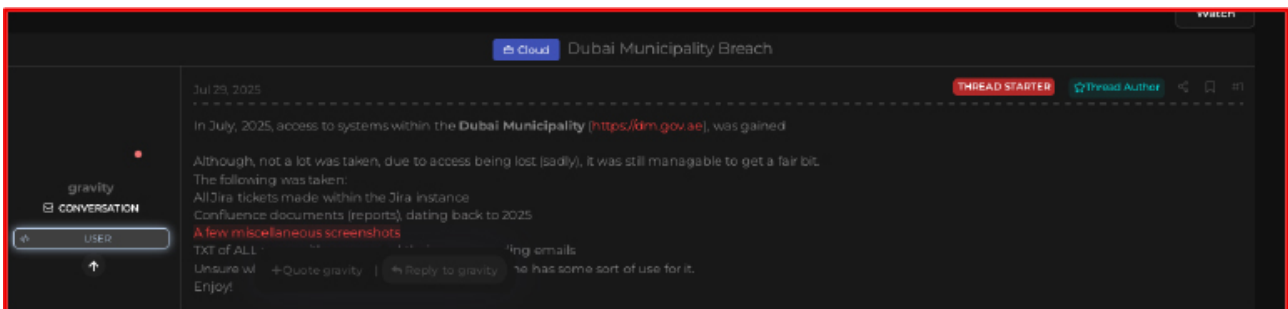 Watch
Cloud Dubai Municipality Breach
Jul 29, 2025 THREAD STARTER Thread Author #1
In July, 2025, access to systems within the Dubai Municipality (https://dm.gov.ae), was gained
Although, not a lot was taken, due to access being lost (sadly), it was still managable to get a fair bit.
gravity
The following was taken:
All Jira tickets made within the Jira instance
CONVERSATION
Confluence documents (reports), dating back to 2025
A few miscellaneous screenshots
USER
TXT of ALL emails
Unsure +Quote gravity | Reply to gravity has some sort of use for it.
Enjoy!